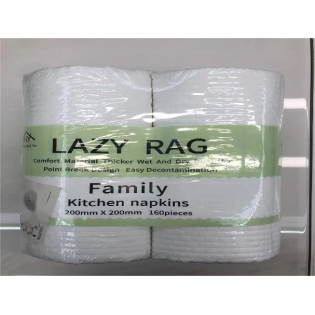 LAZY RAG
Comfort Material Thicker Wet And Dry
Point Break Design Easy Decontamination
Family
Kitchen napkins
200mm X 200mm 160pieces